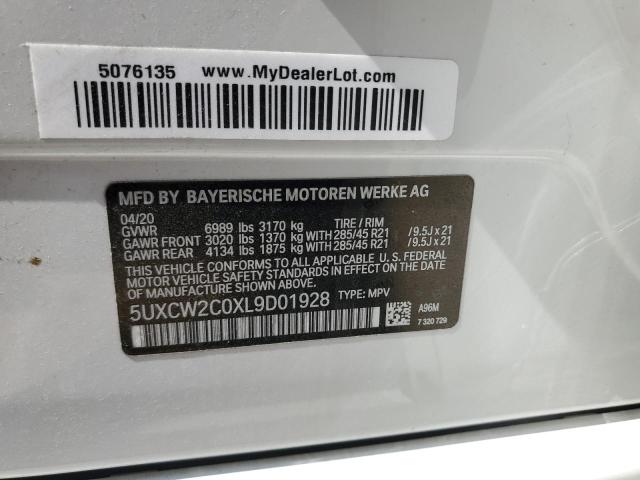 5076135 www.MyDealerLot.com
MFD BY BAYERISCHE MOTOREN WERKE AG
04/20
GVWR 6989 lbs 3170 kg TIRE / RIM
GAWR FRONT 3020 lbs 1370 kg WITH 285/45 R21 /9.5J x 21
GAWR REAR 4134 lbs 1875 kg WITH 285/45 R21 /9.5J x 21
THIS VEHICLE CONFORMS TO ALL APPLICABLE U. S. FEDERAL
MOTOR VEHICLE SAFETY STANDARDS IN EFFECT ON THE DATE OF
MANUFACTURE SHOWN ABOVE.
5UXCW2C0XL9D01928 TYPE: MPV
A96M
7 320 729